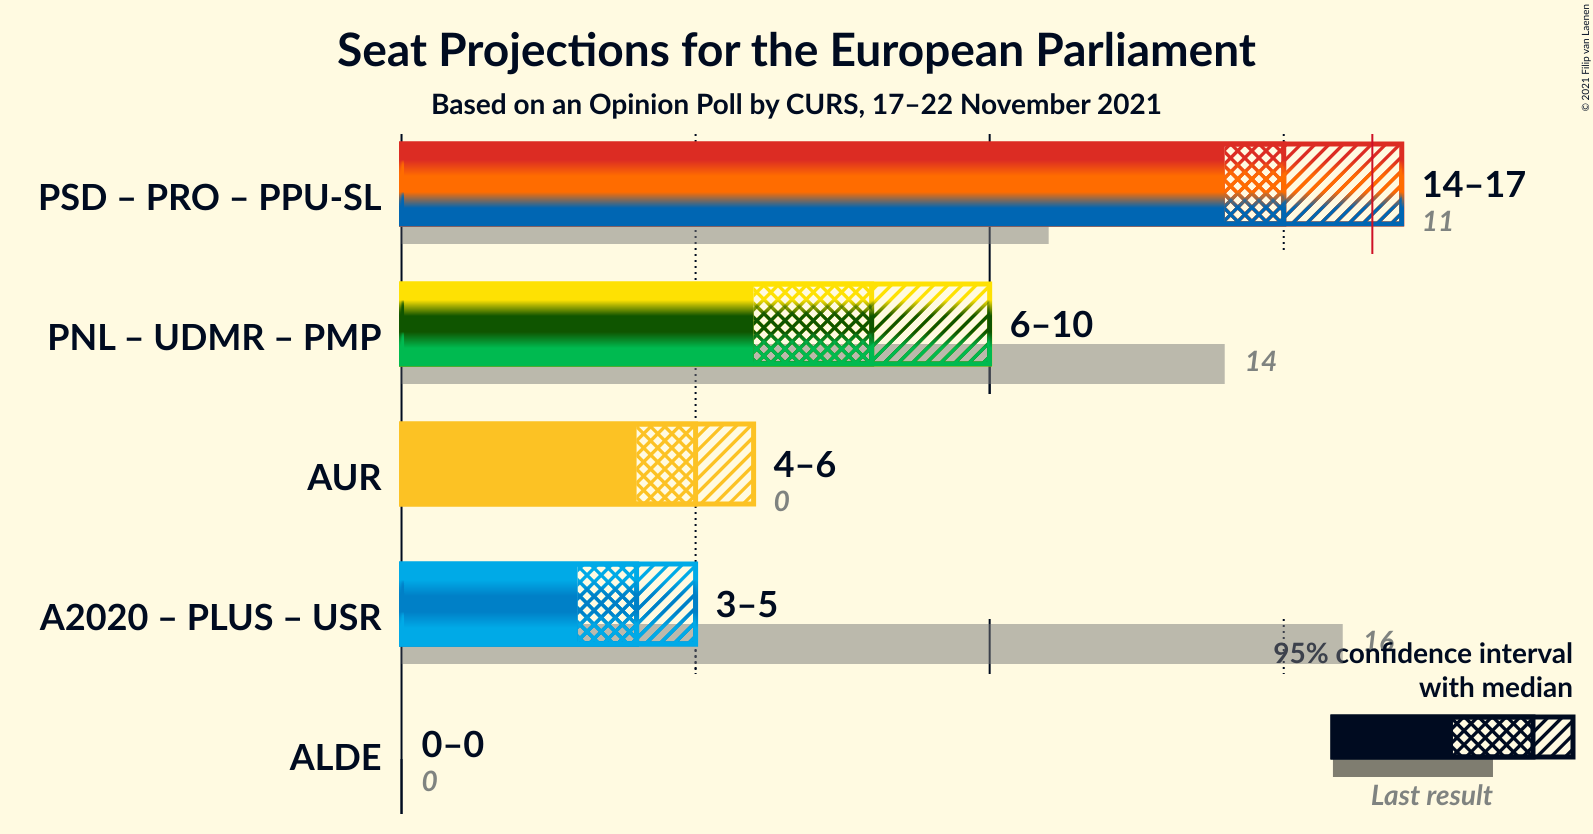 Seat Projections for the European Parliament
Based on an Opinion Poll by CURS, 17–22 November 2021
© 2021 Filip van Laenen
PSD – PRO – PPU-SL
14–17
11
PNL – UDMR – PMP
6–10
14
AUR
4–6
0
A2020 – PLUS – USR
3–5
16
ALDE
0–0
0
95% confidence interval
with median
Last result